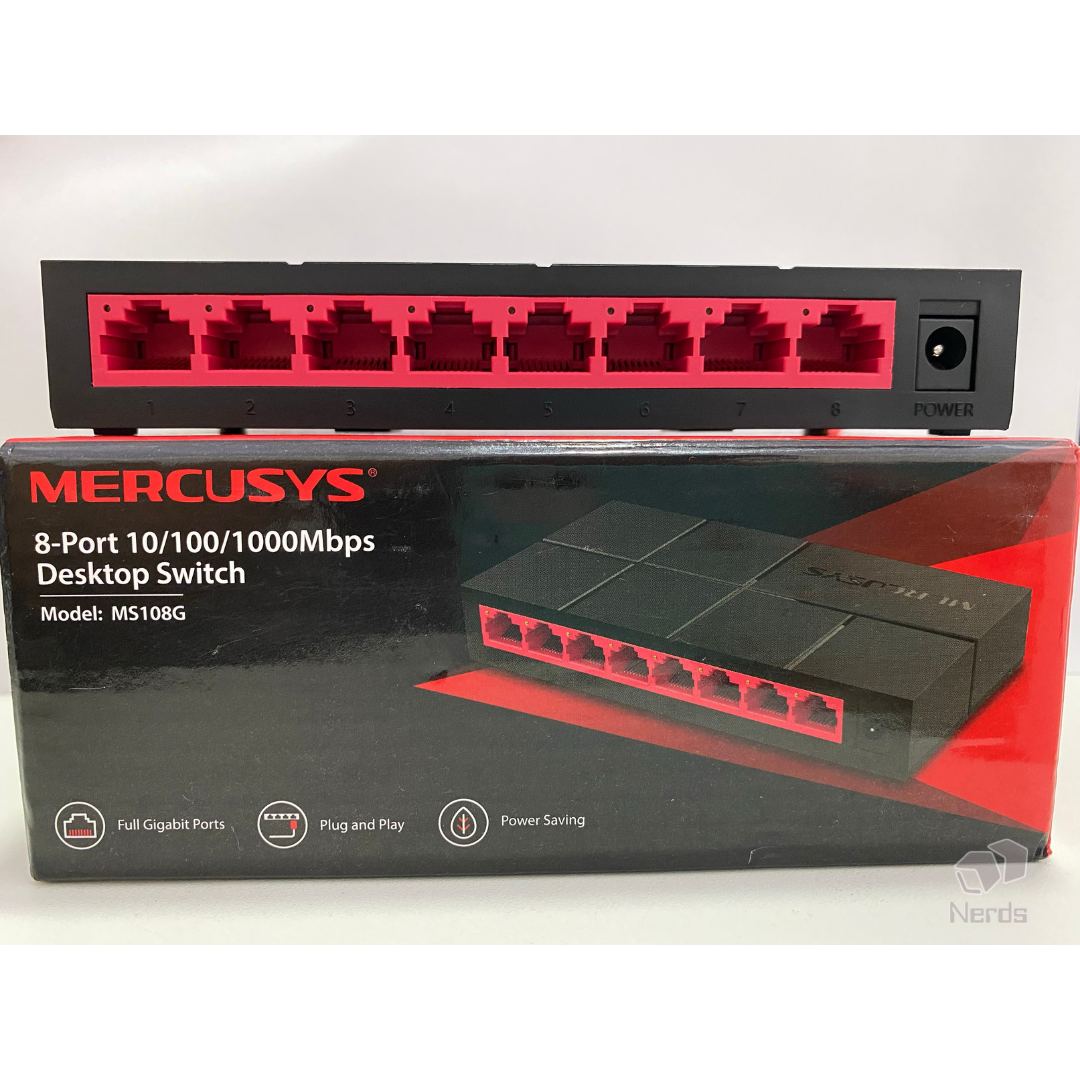 1 2 3 4 5 6 7 8 POWER
MERCUSYS®
8-Port 10/100/1000Mbps
Desktop Switch
Model: MS108G
MERCUSYS
Full Gigabit Ports
Plug and Play
Power Saving
Nerds